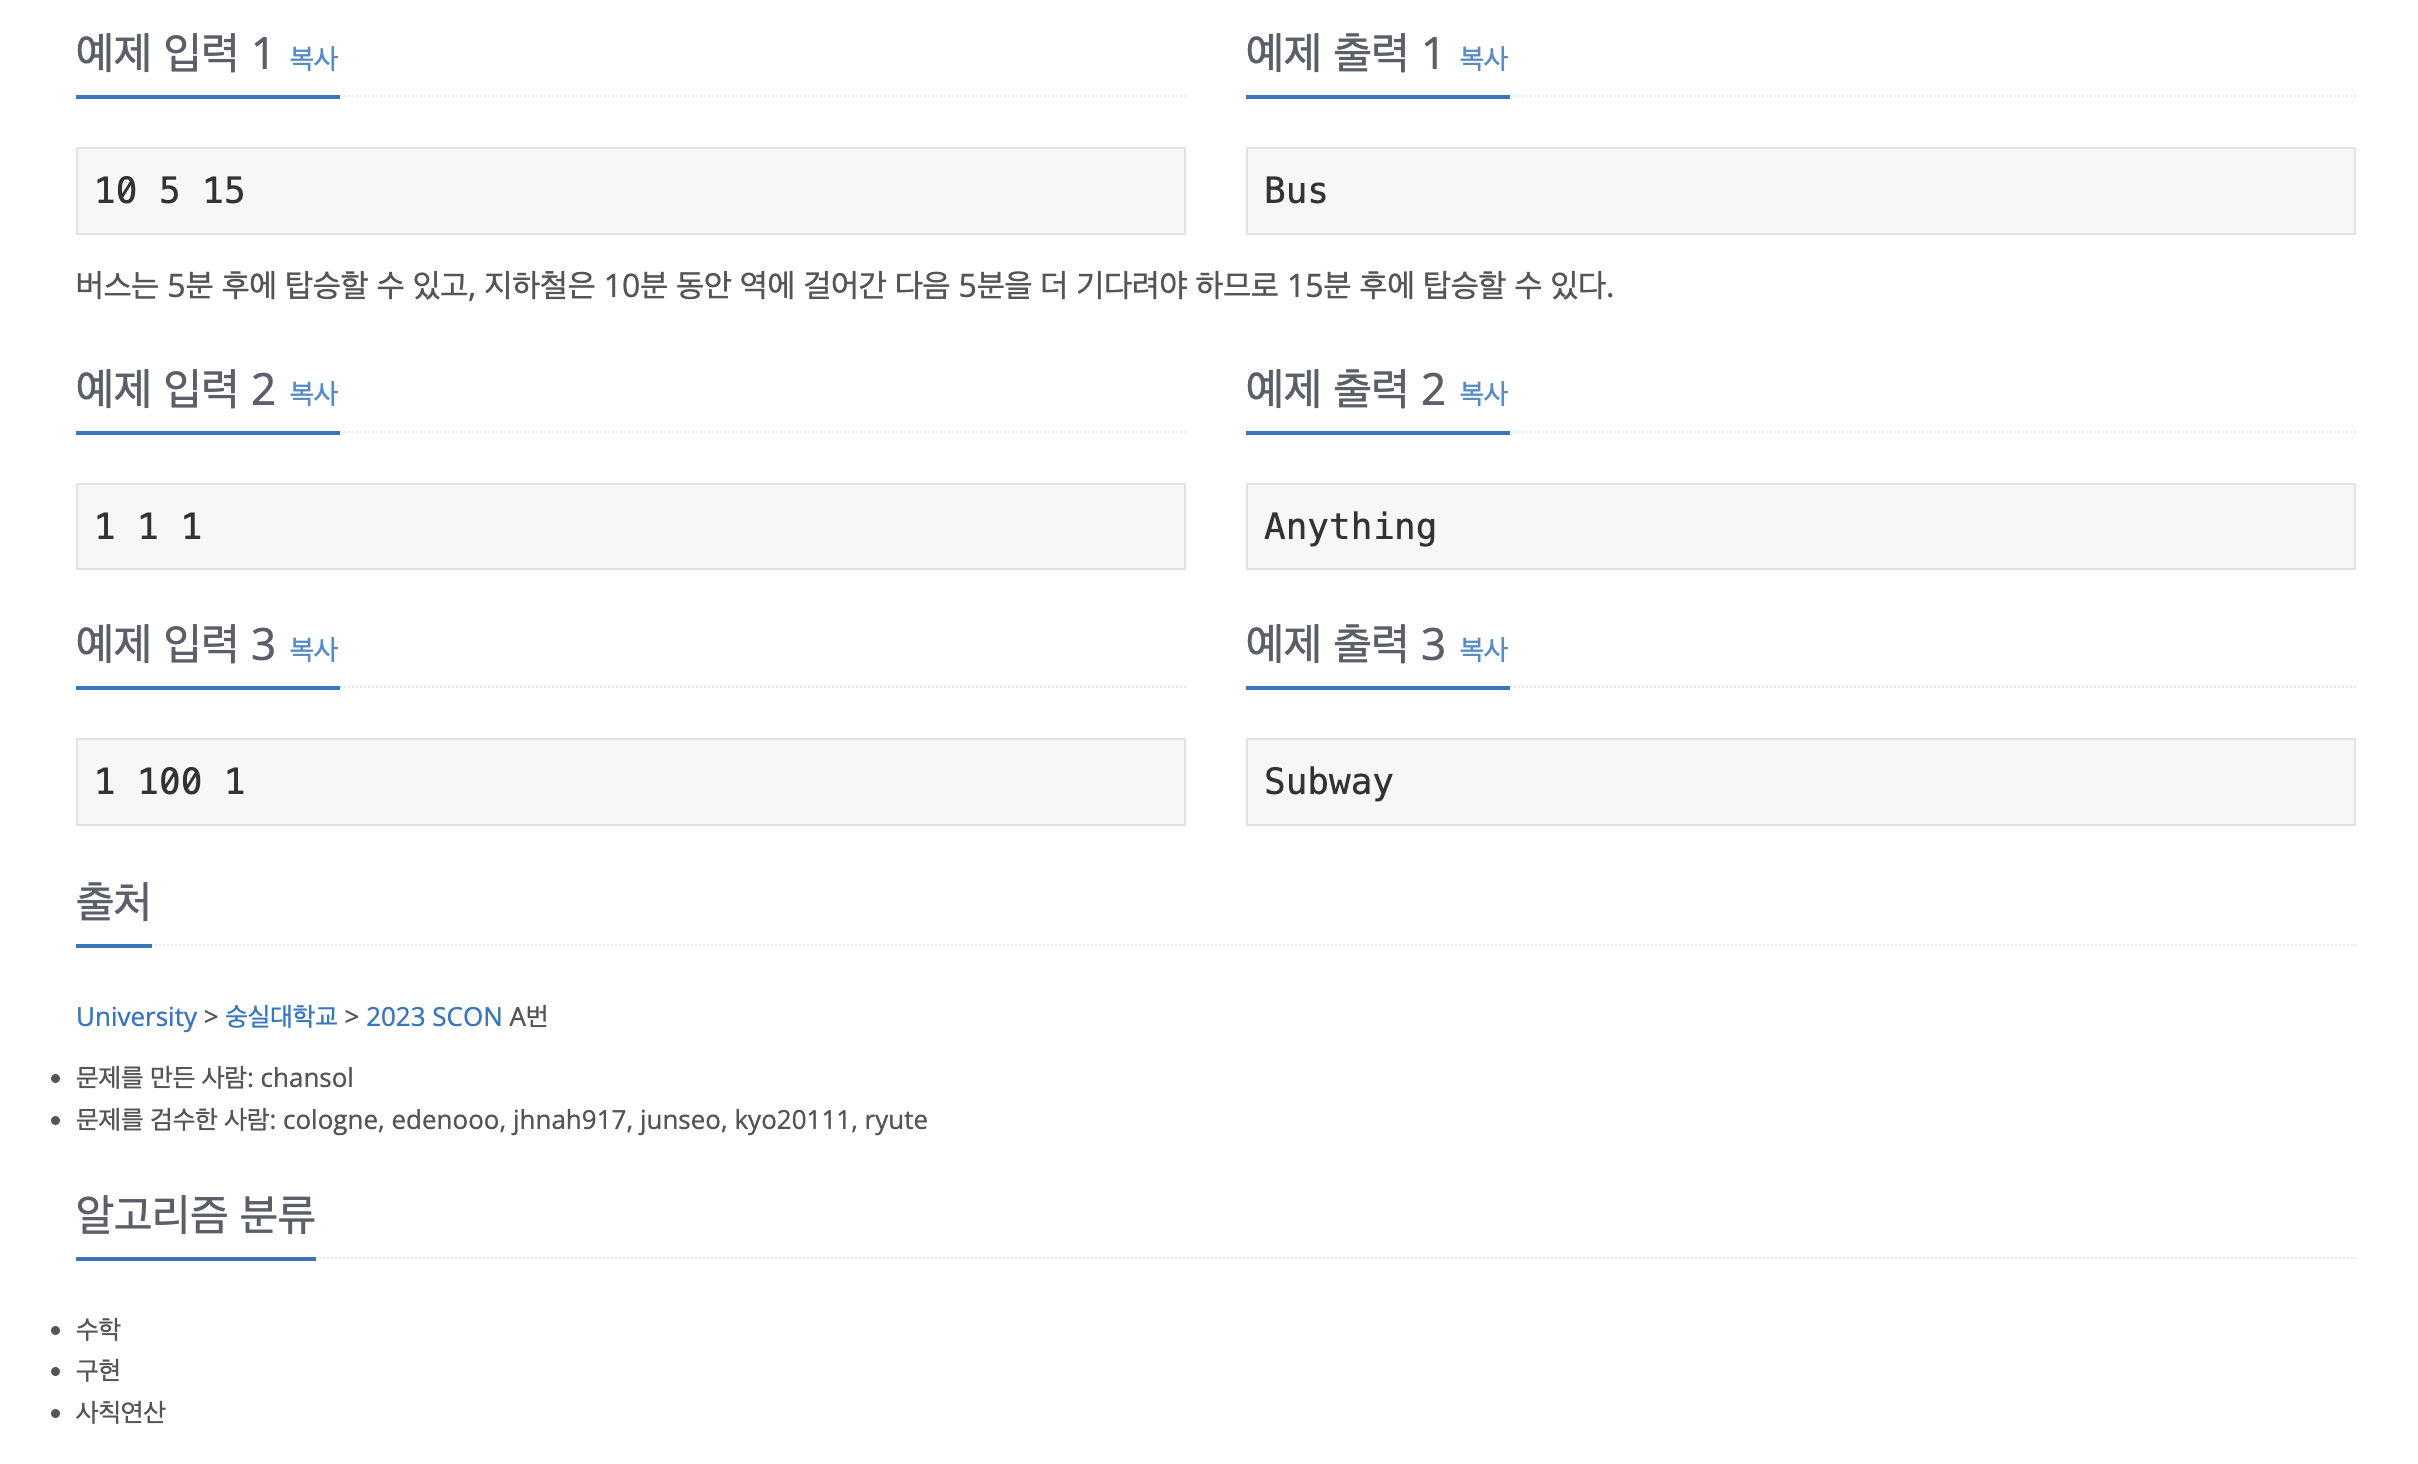 예제 입력 1 복사
예제 출력 1 복사
10 5 15
Bus
버스는 5분 후에 탑승할 수 있고, 지하철은 10분 동안 역에 걸어간 다음 5분을 더 기다려야 하므로 15분 후에 탑승할 수 있다.
예제 입력 2 복사
예제 출력 2 복사
1 1 1
Anything
예제 입력 3 복사
예제 출력 3 복사
1 100 1
Subway
출처
University > 숭실대학교 > 2023 SCON A번
문제를 만든 사람: chansol
문제를 검수한 사람: cologne, edenooo, jhnah917, junseo, kyo20111, ryute
알고리즘 분류
수학
구현
사칙연산